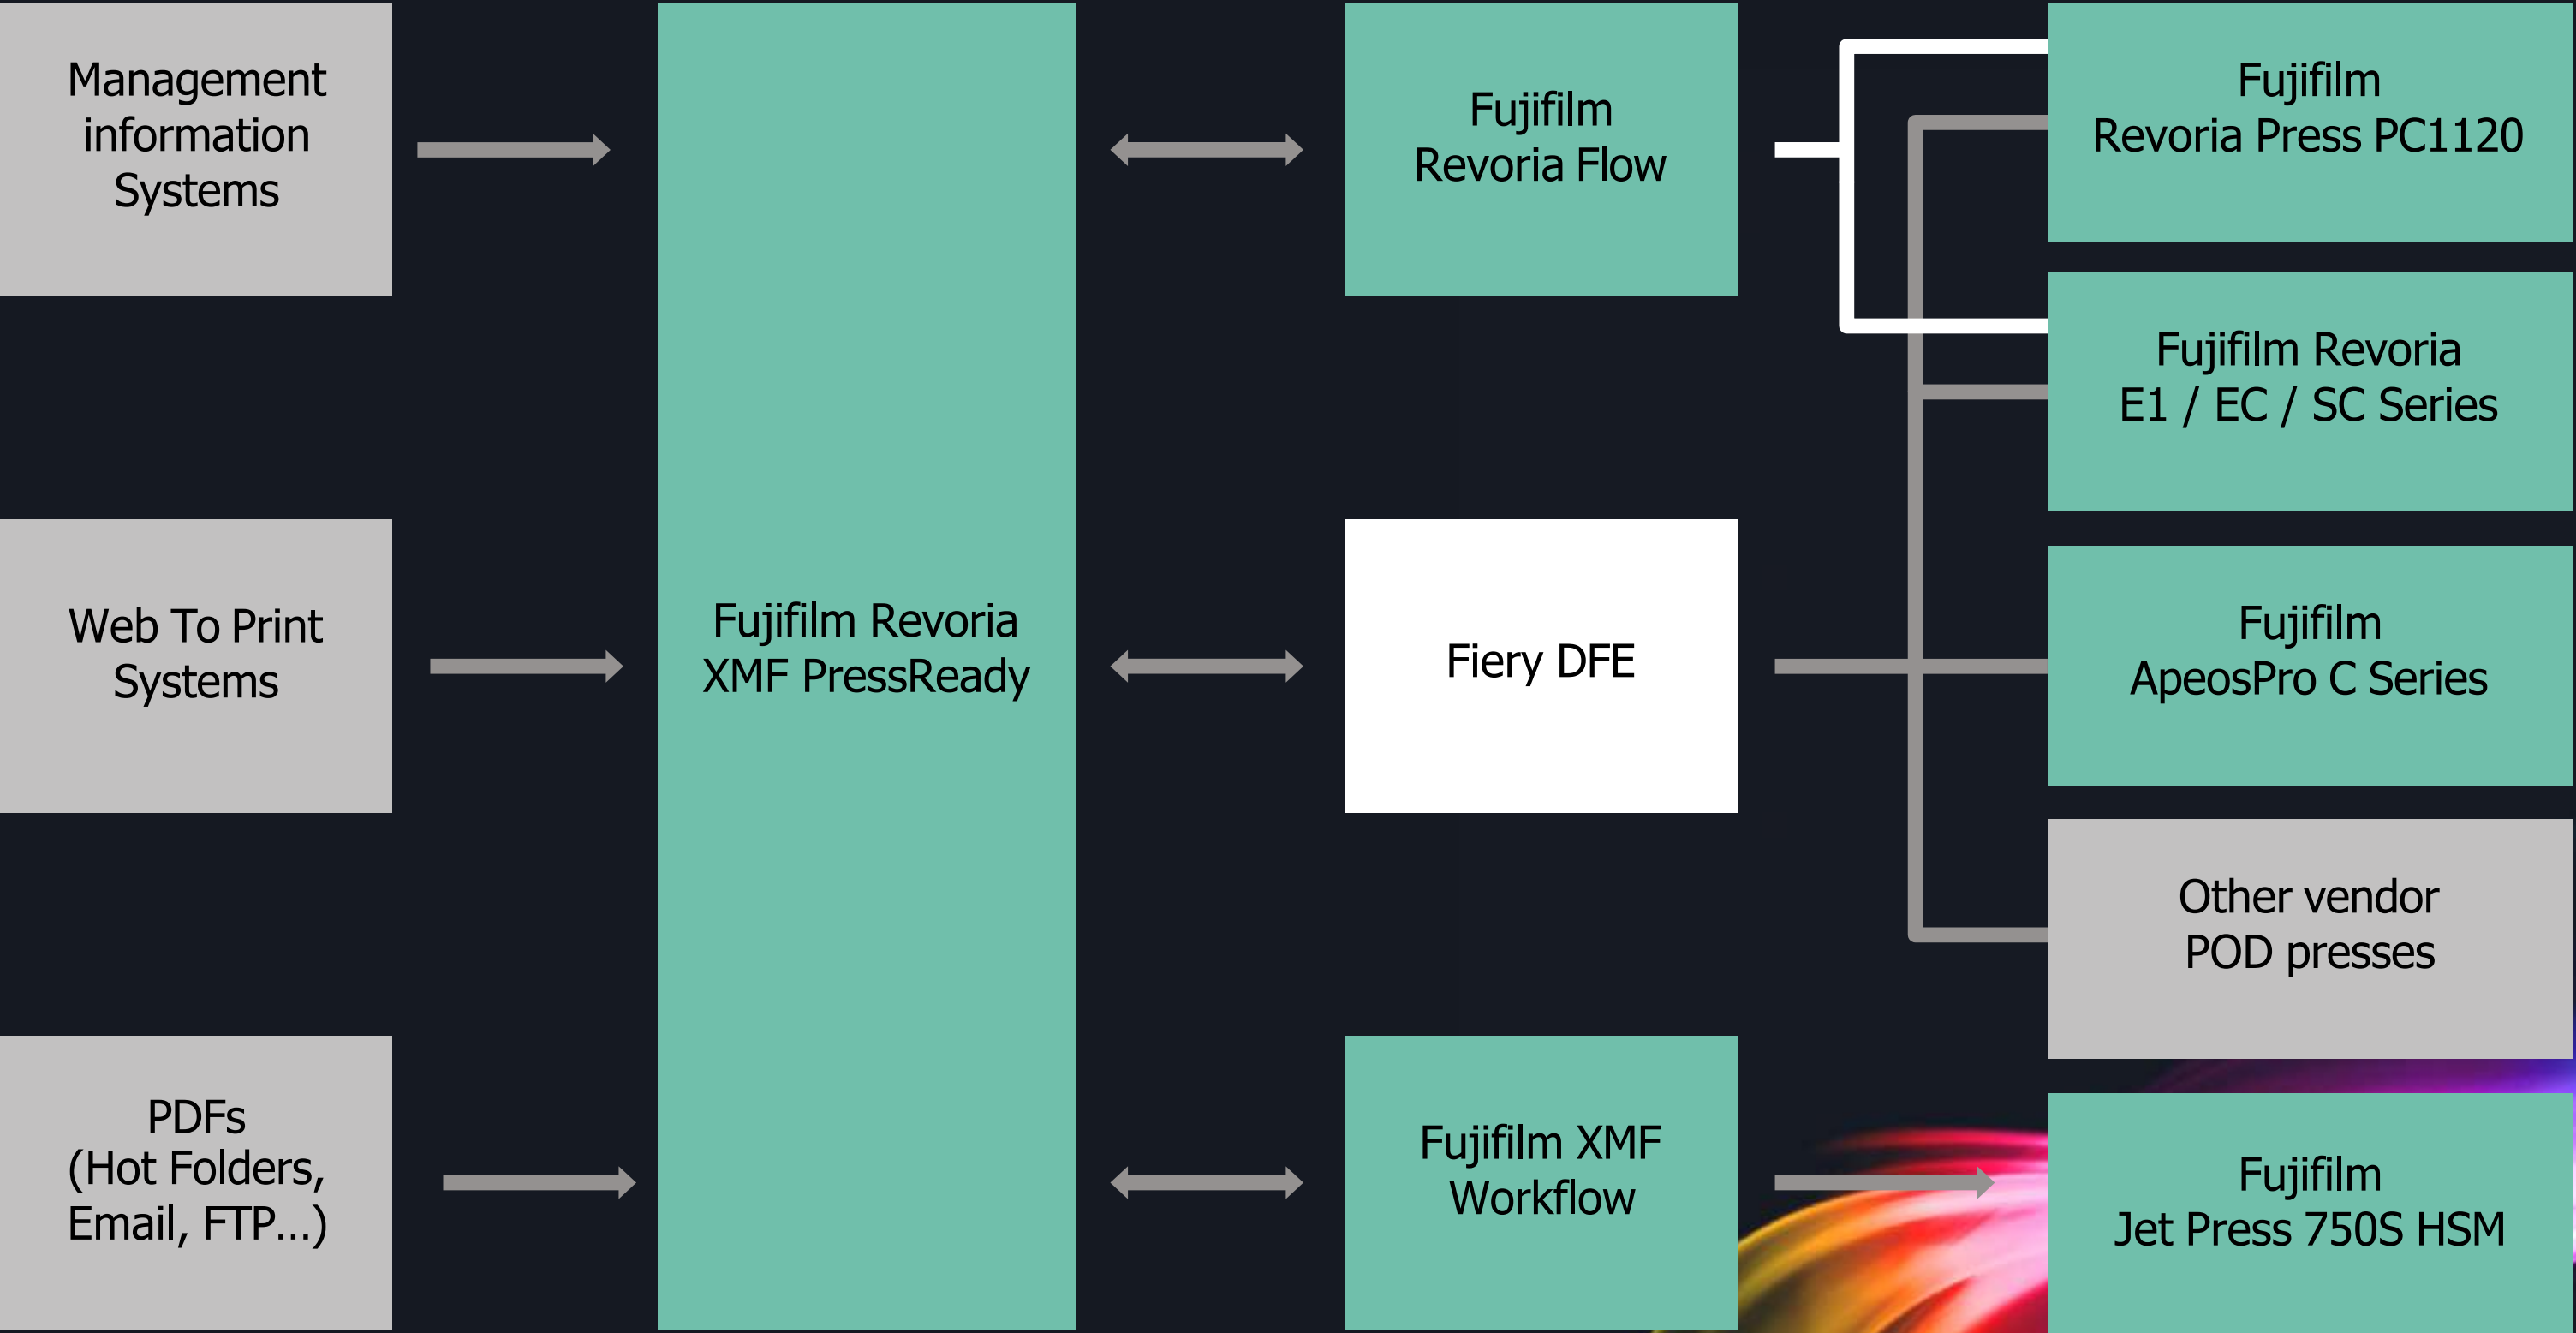 Management
information
Systems
Fujifilm
Revoria Flow
Fujifilm
Revoria Press PC1120
Fujifilm Revoria
E1 / EC / SC Series
Web To Print
Systems
Fujifilm Revoria
XMF PressReady
Fiery DFE
Fujifilm
ApeosPro C Series
Other vendor
POD presses
PDFs
(Hot Folders,
Email, FTP...)
Fujifilm XMF
Workflow
Fujifilm
Jet Press 750S HSM